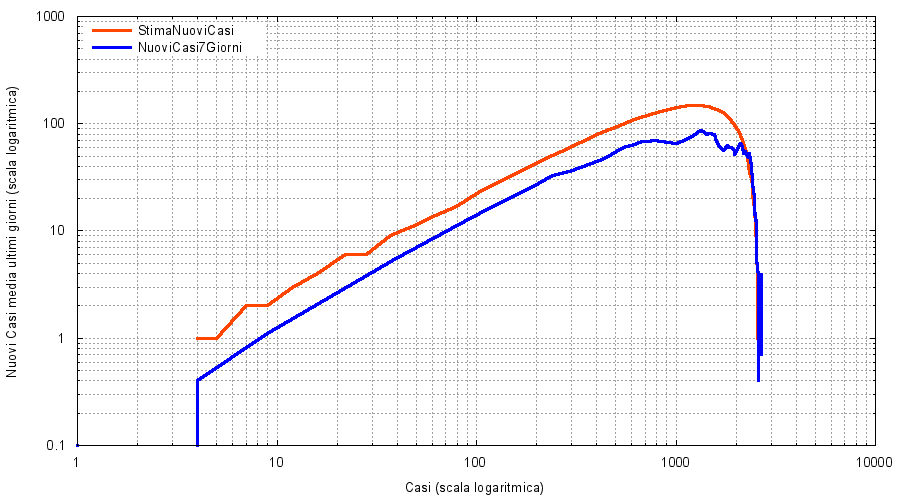 1000
100
10
1
0.1
StimaNuoviCasi
NuoviCasi7Giorni
Nuovi Casi media ultimi giorni (scala logaritmica)
1
10
100
1000
10000
Casi (scala logaritmica)